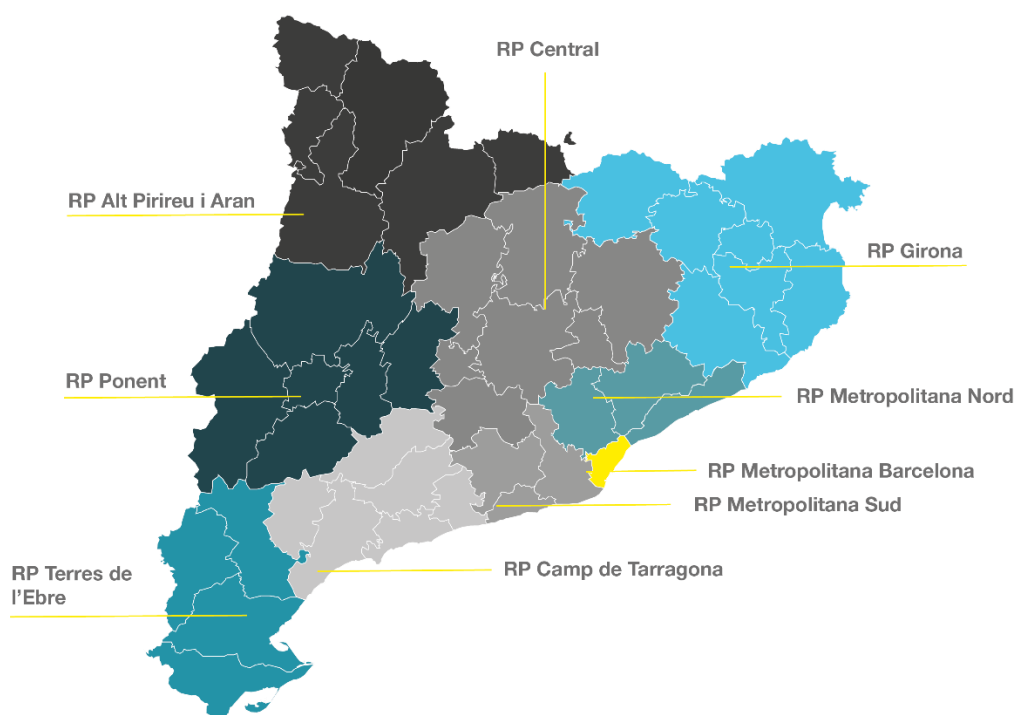 RP Central
RP Alt Pirireu i Aran
RP Girona
RP Ponent
RP Metropolitana Nord
RP Metropolitana Barcelona
RP Metropolitana Sud
RP Camp de Tarragona
RP Terres de
l'Ebre